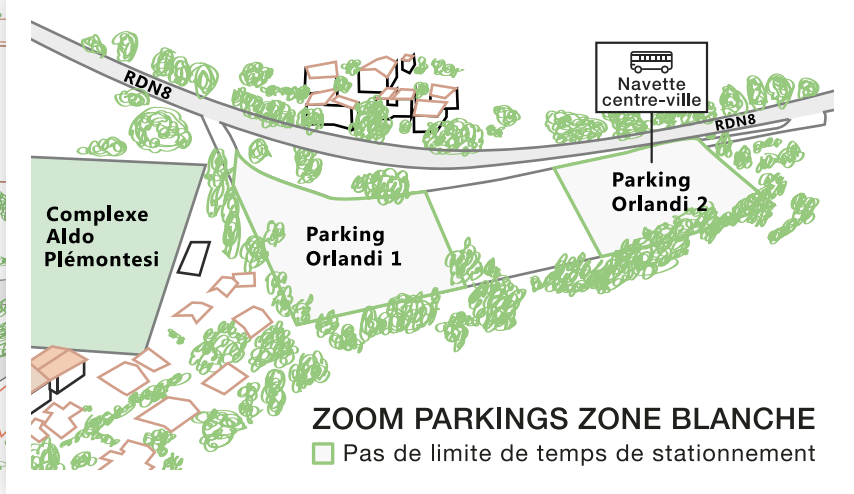 RDN8
Navette
centre-ville
RDN8
Parking
Orlandi 2
Complexe
Aldo
Plémontesi
Parking
Orlandi 1
ZOOM PARKINGS ZONE BLANCHE
Pas de limite de temps de stationnement